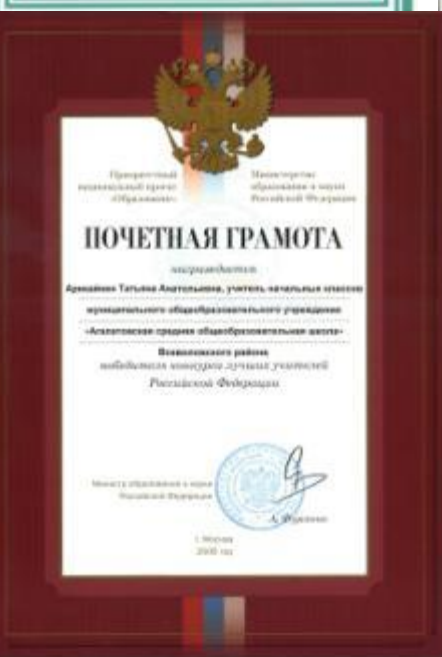 Приоритетный
национальный проект
«Образование»
Министерство
образования и науки
Российской Федерации
ПОЧЕТНАЯ ГРАМОТА
награждается
Татьяна Анатольевна, учитель начальных классов
муниципального общеобразовательного учреждения
«Агалатовская средняя общеобразовательная школа»
Всеволожского района
победитель конкурса лучших учителей
Российской Федерации
Министр образования и науки
Российской Федерации
А. Фурсенко
г. Москва